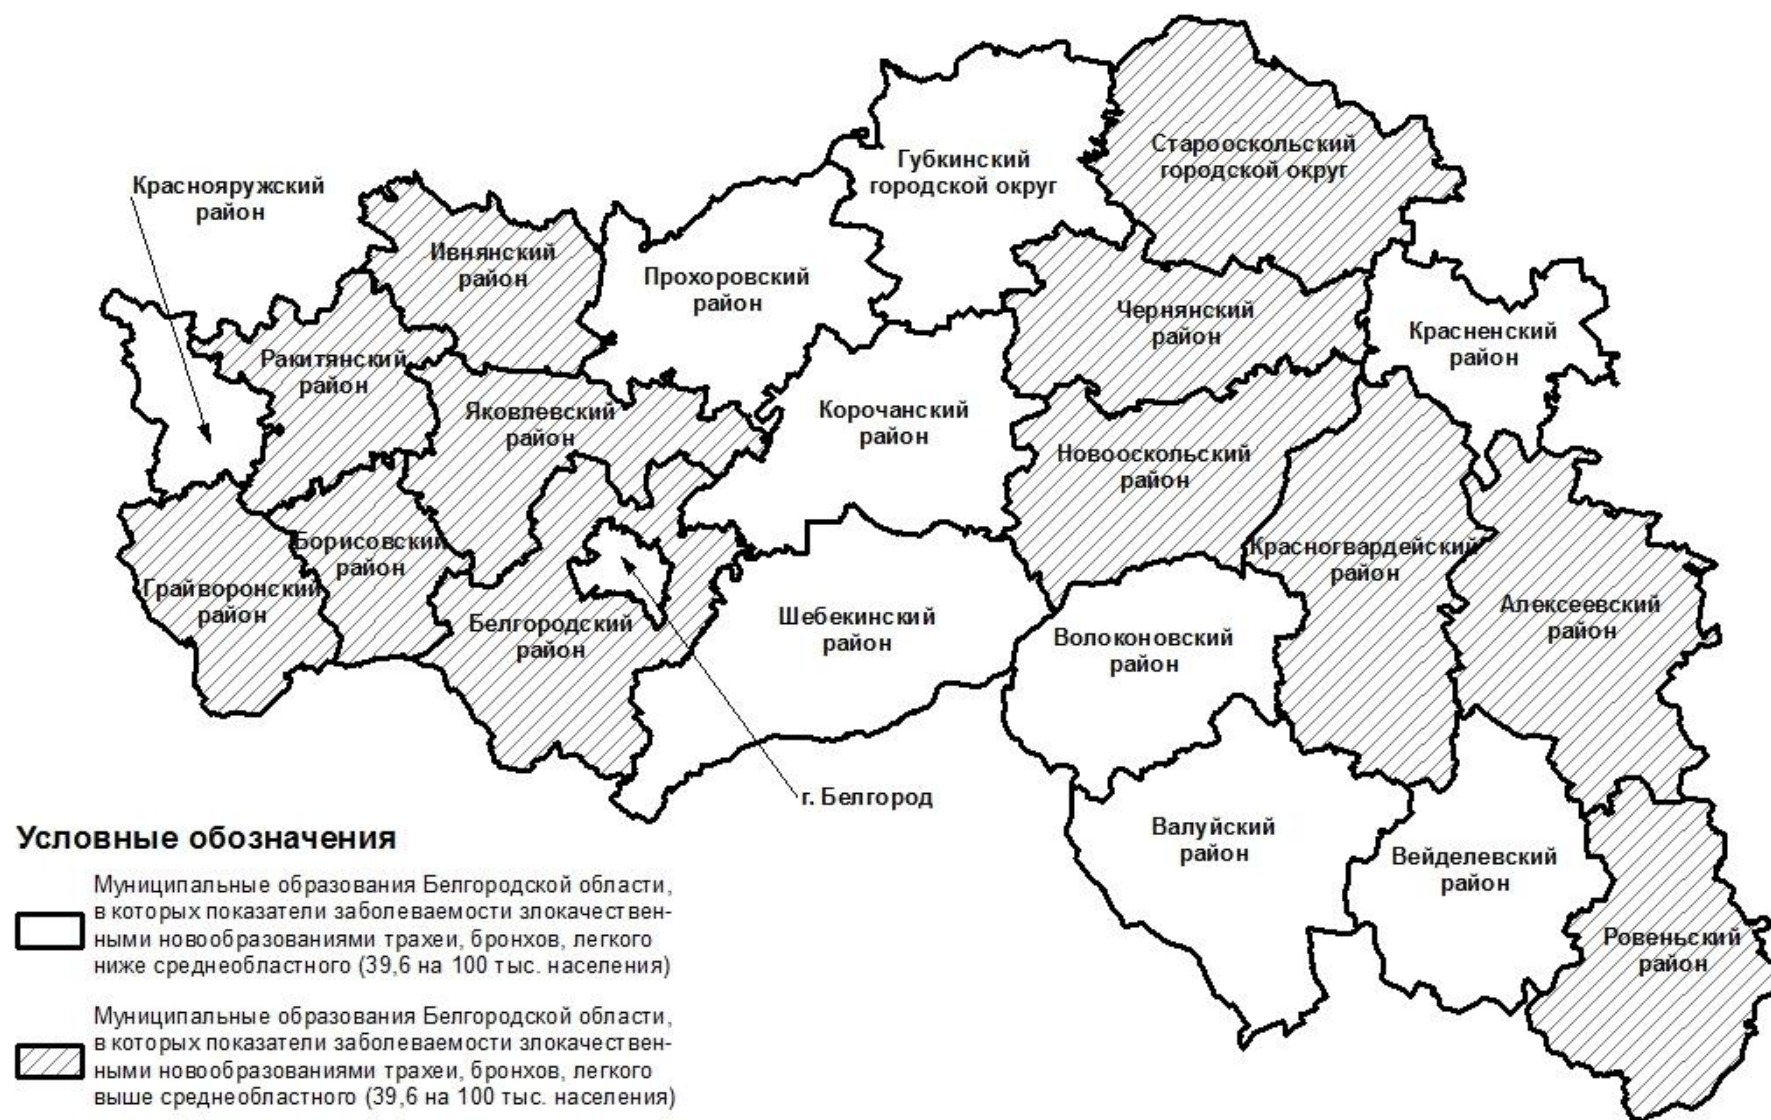 Старооскольский
городской округ
Губкинский
городской округ
Краснояружский
район
Ивнянский
район
Прохоровский
район
Чернянский
район
Красненский
район
Ракитянский
район
Яковлевский
район
Корочанский
район
Новооскольский
район
Борисовский
район
Красногвардейский
район
Грайворонский
район
Белгородский
район
Шебекинский
район
Волоконовский
район
Алексеевский
район
г. Белгород
Валуйский
район
Вейделевский
район
Ровеньский
район
Условные обозначения
Муниципальные образования Белгородской области,
в которых показатели заболеваемости злокачествен-
ными новообразованиями трахеи, бронхов, легкого
ниже среднеобластного (39,6 на 100 тыс. населения)
Муниципальные образования Белгородской области,
в которых показатели заболеваемости злокачествен-
ными новообразованиями трахеи, бронхов, легкого
выше среднеобластного (39,6 на 100 тыс. населения)